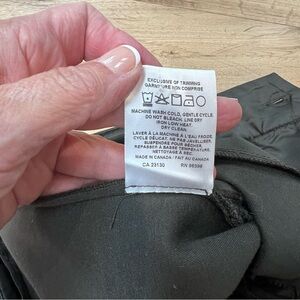 EXCLUSIVE OF TRIMMING
GARNITURE NON COMPRISE
MACHINE WASH COLD, GENTLE CYCLE.
DO NOT BLEACH. LINE DRY
IRON LOW HEAT.
DRY CLEAN
LAVER À LA MACHINE À L'EAU FROIDE,
CYCLE DÉLICAT, NE PAS JAVELLISER.
SUSPENDRE POUR SÉCHER.
REPASSER À BASSE TEMPÉRATURE.
NETTOYAGE À SEC.
MADE IN CANADA / FAIT AU CANADA
CA 23130 RN 96398